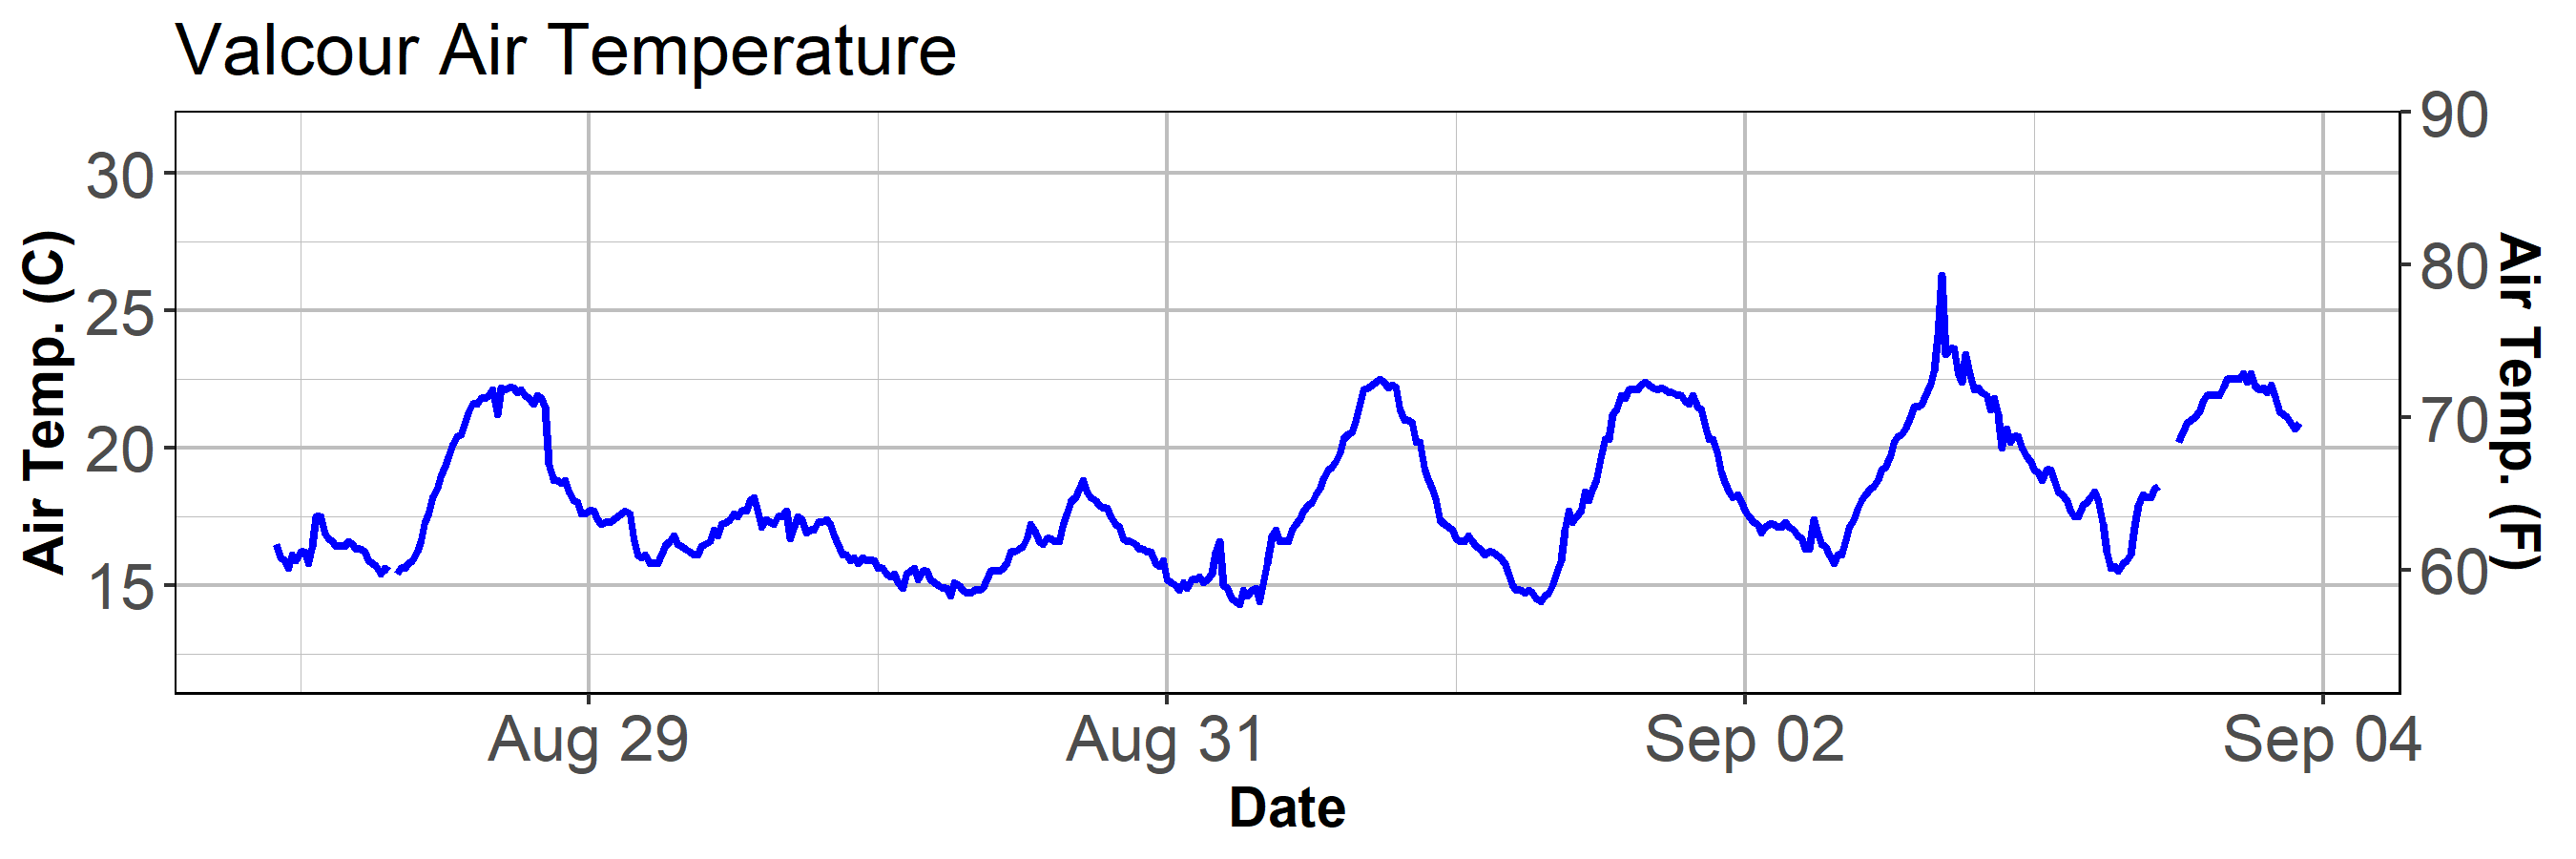 Valcour Air Temperature
Air Temp. (C)
30
25
20
15
90
80
70
60
Air Temp. (F)
Aug 29
Aug 31
Sep 02
Sep 04
Date